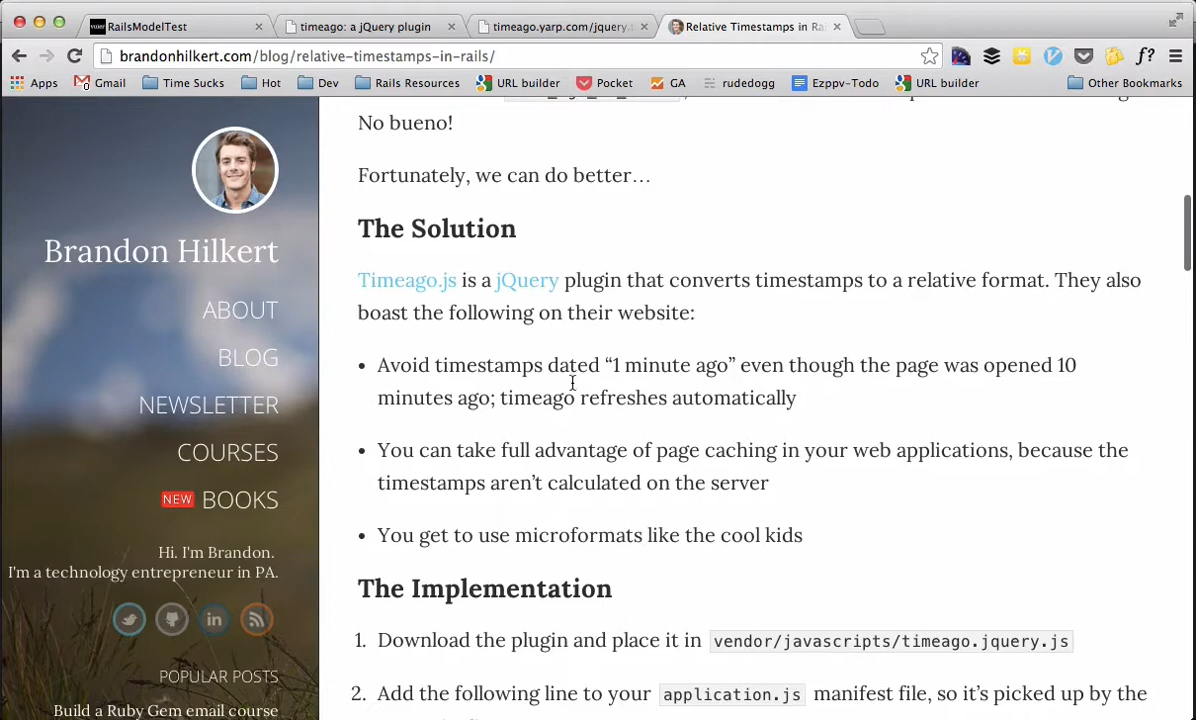 RailsModelTest
timeago: a jQuery plugin
timeago.yarp.com/jquery.t
Relative Timestamps in Ra
brandonhilkert.com/blog/relative-timestamps-in-rails/
f?
Apps
Gmail
Time Sucks
Hot
Dev
Rails Resources
URL builder
Pocket
GA
rudedogg
Ezppv-Todo
URL builder
Other Bookmarks
Brandon Hilkert
ABOUT
BLOG
NEWSLETTER
COURSES
NEW BOOKS
Hi. I'm Brandon.
I'm a technology entrepreneur in PA.
POPULAR POSTS
Build a Ruby Gem email course
No bueno!
Fortunately, we can do better…
The Solution
Timeago.js is a jQuery plugin that converts timestamps to a relative format. They also
boast the following on their website:
• Avoid timestamps dated “1 minute ago” even though the page was opened 10
minutes ago; timeago refreshes automatically
• You can take full advantage of page caching in your web applications, because the
timestamps aren’t calculated on the server
• You get to use microformats like the cool kids
The Implementation
1. Download the plugin and place it in vendor/javascripts/timeago.jquery.js
2. Add the following line to your application.js manifest file, so it’s picked up by the